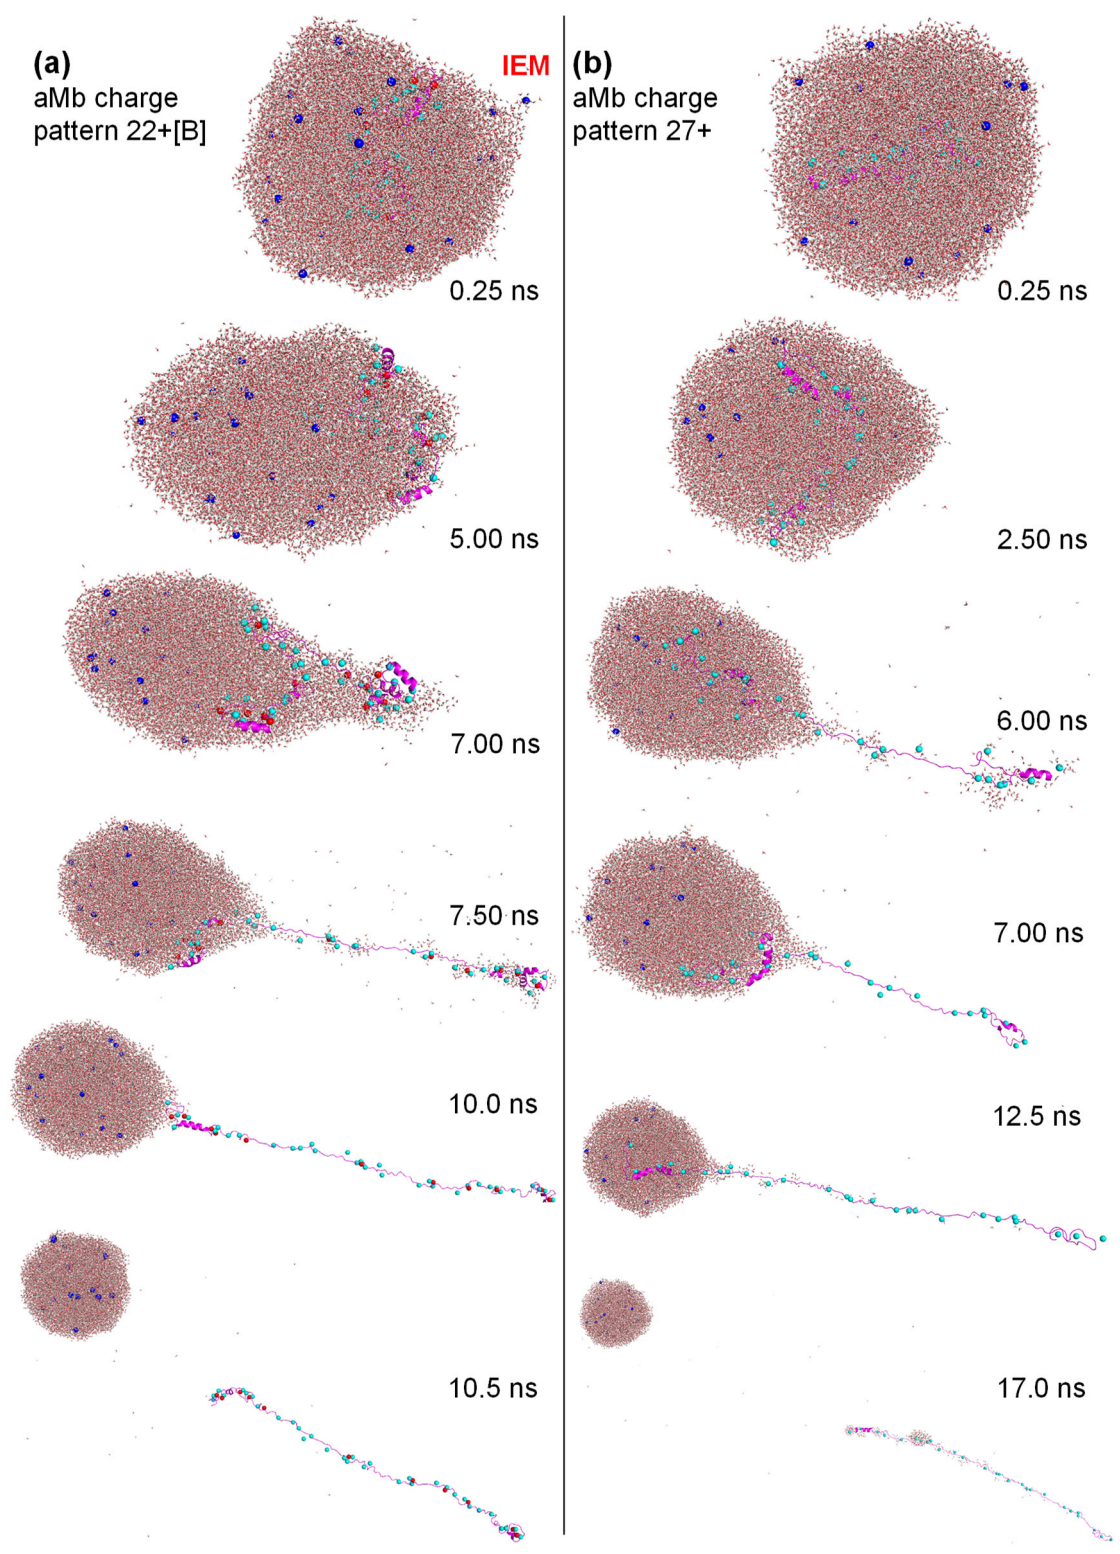 (a)
aMb charge
pattern 22+[B]
IEM
0.25 ns
5.00 ns
7.00 ns
7.50 ns
10.0 ns
10.5 ns
(b)
aMb charge
pattern 27+
0.25 ns
2.50 ns
6.00 ns
7.00 ns
12.5 ns
17.0 ns